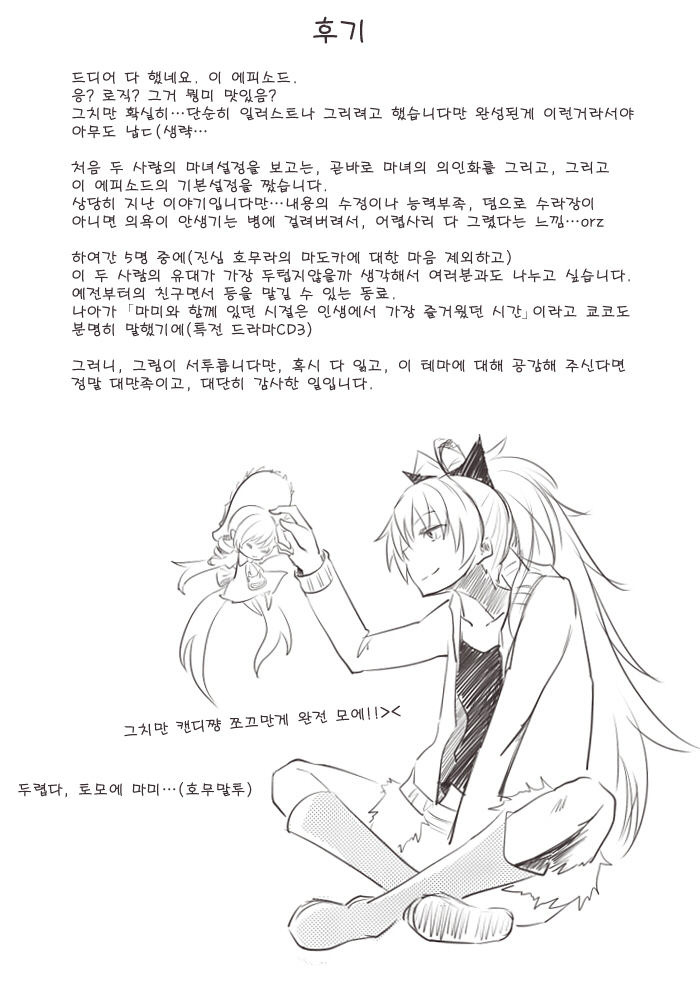 후기
드디어 다 했네요. 이 에피소드.
응? 로직? 그거 뭥미 맛있음?
그치만 확실히…단순히 일러스트나 그리려고 했습니다만 완성된게 이런거라서야
아무도 납ㄷ(생략…
처음 두 사람의 마녀설정을 보고는, 곧바로 마녀의 의인화를 그리고, 그리고
이 에피소드의 기본설정을 짰습니다.
상당히 지난 이야기입니다만…내용의 수정이나 능력부족, 덤으로 수라장이
아니면 의욕이 안생기는 병에 걸려버려서, 어렵사리 다 그렸다는 느낌…orz
하여간 5명 중에(진심 호무라의 마도카에 대한 마음 제외하고)
이 두 사람의 유대가 가장 두텁지않을까 생각해서 여러분과도 나누고 싶습니다.
예전부터의 친구면서 등을 맡길 수 있는 동료.
나아가 「마미와 함께 있던 시절은 인생에서 가장 즐거웠던 시간」이라고 쿄코도
분명히 말했기에(특전 드라마CD3)
그러니, 그림이 서투릅니다만, 혹시 다 읽고, 이 테마에 대해 공감해 주신다면
정말 대만족이고, 대단히 감사한 일입니다.
그치만 캔디쨩 쪼끄만게 완전 모에!!><
두렵다, 토모에 마미…(호무말투)